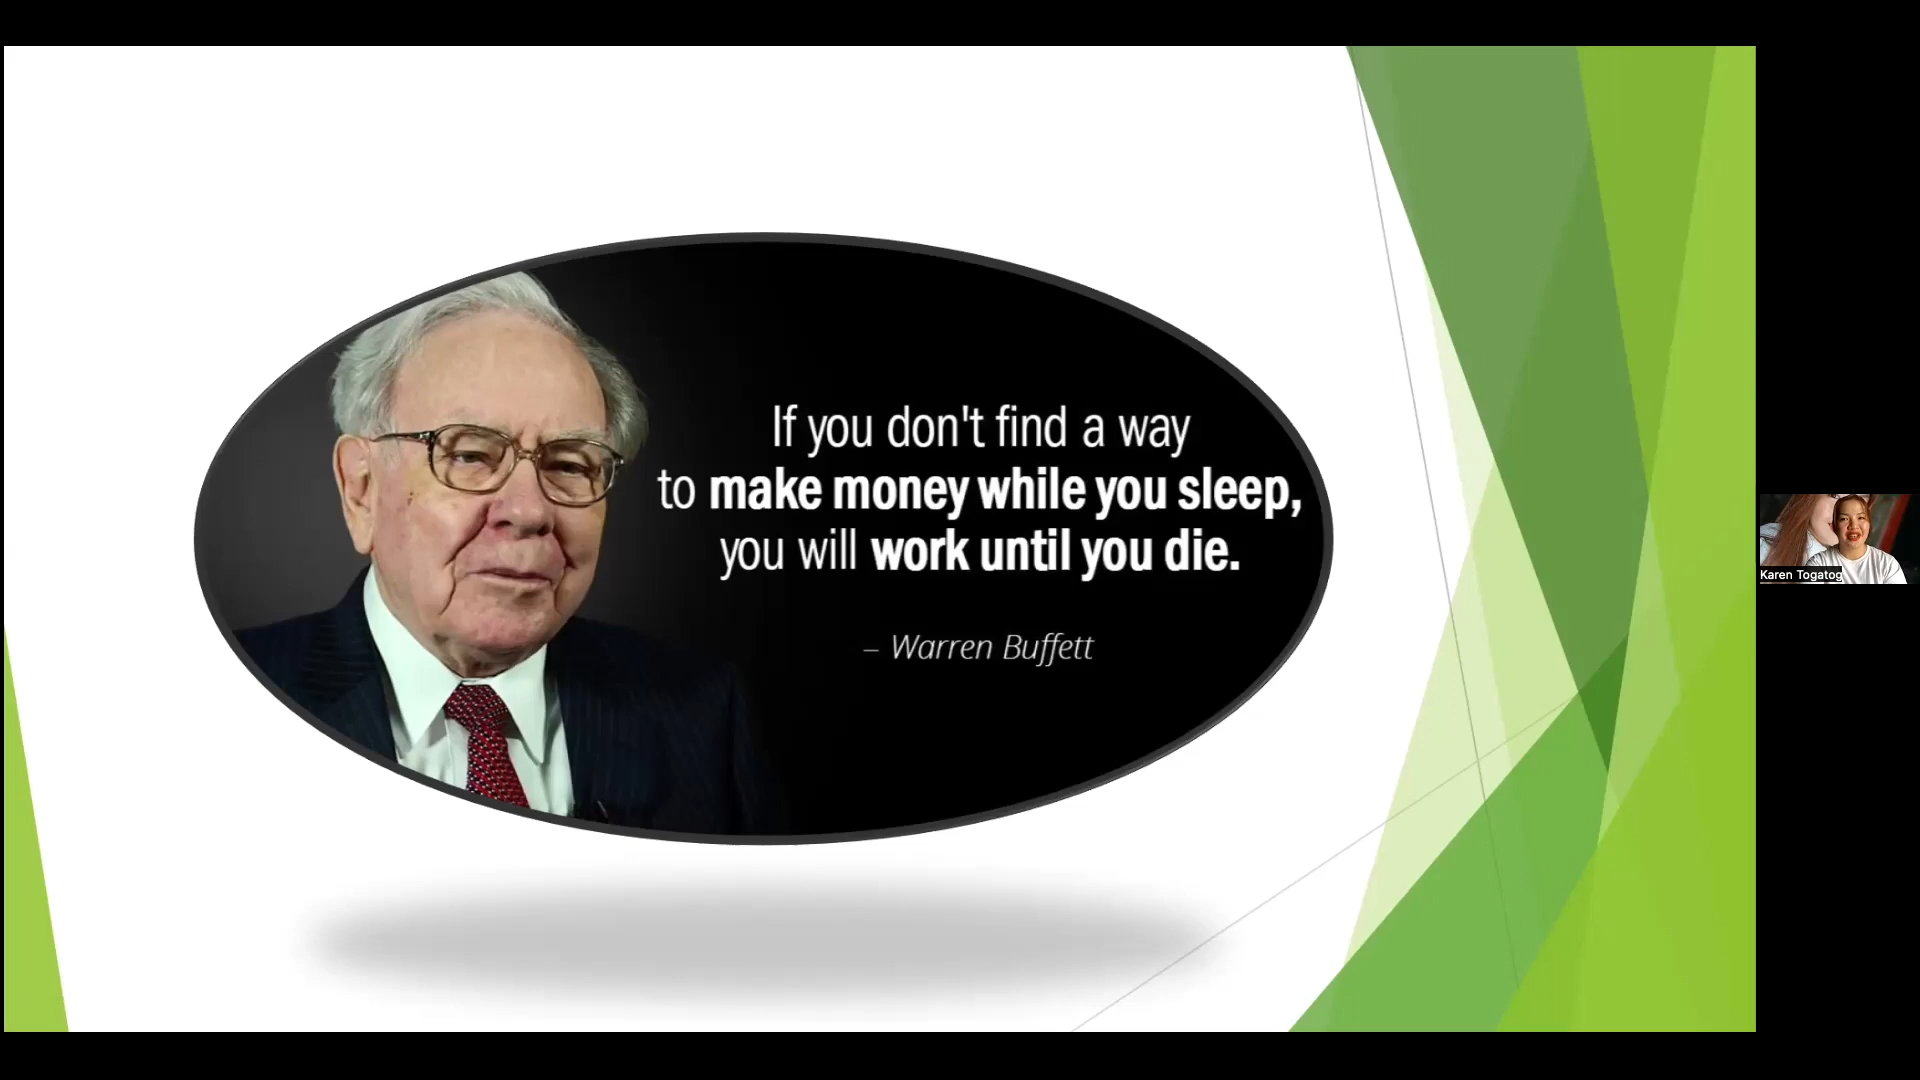 If you don't find a way
to make money while you sleep,
you will work until you die.
– Warren Buffett
Karen Togatog